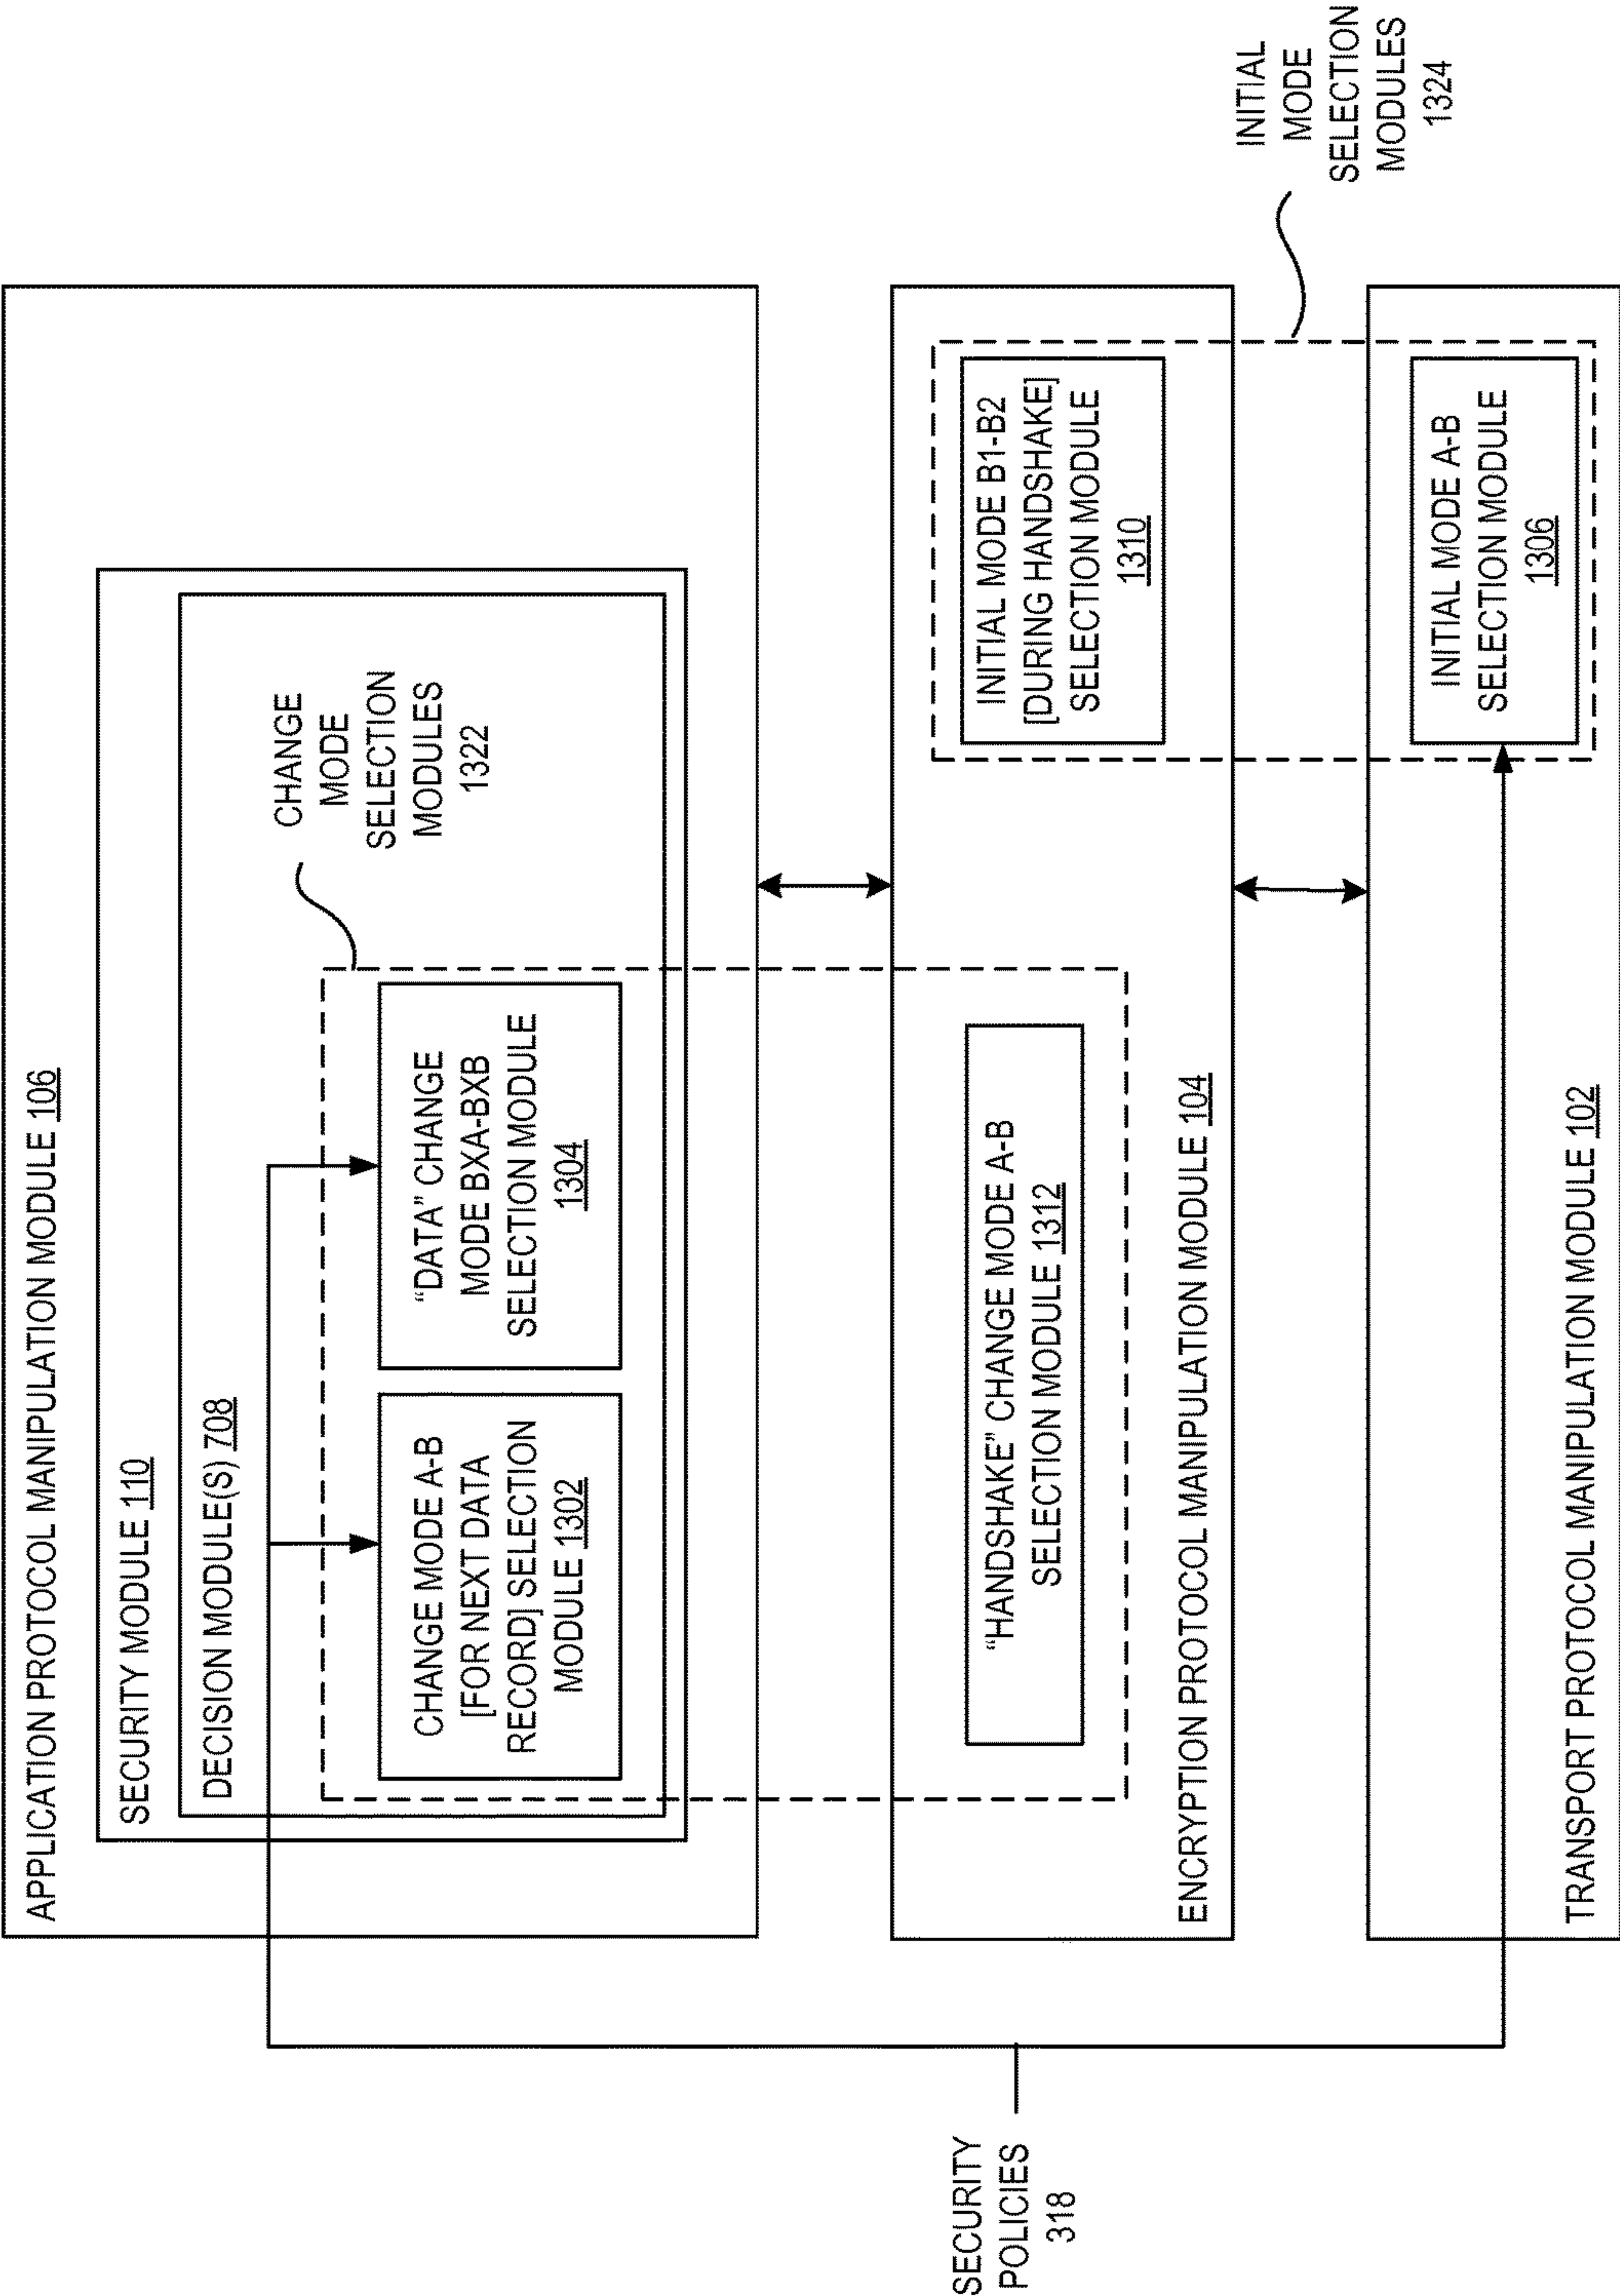 APPLICATION PROTOCOL MANIPULATION MODULE 106
SECURITY MODULE 110
DECISION MODULE(S) 708
CHANGE
MODE
SELECTION
MODULES
1322
CHANGE MODE A-B
[FOR NEXT DATA
RECORD] SELECTION
MODULE 1302
“DATA” CHANGE
MODE BXA-BXB
SELECTION MODULE
1304
SECURITY
POLICIES
318
“HANDSHAKE” CHANGE MODE A-B
SELECTION MODULE 1312
INITIAL MODE B1-B2
[DURING HANDSHAKE]
SELECTION MODULE
1310
ENCRYPTION PROTOCOL MANIPULATION MODULE 104
INITIAL
MODE
SELECTION
MODULES
1324
INITIAL MODE A-B
SELECTION MODULE
1306
TRANSPORT PROTOCOL MANIPULATION MODULE 102